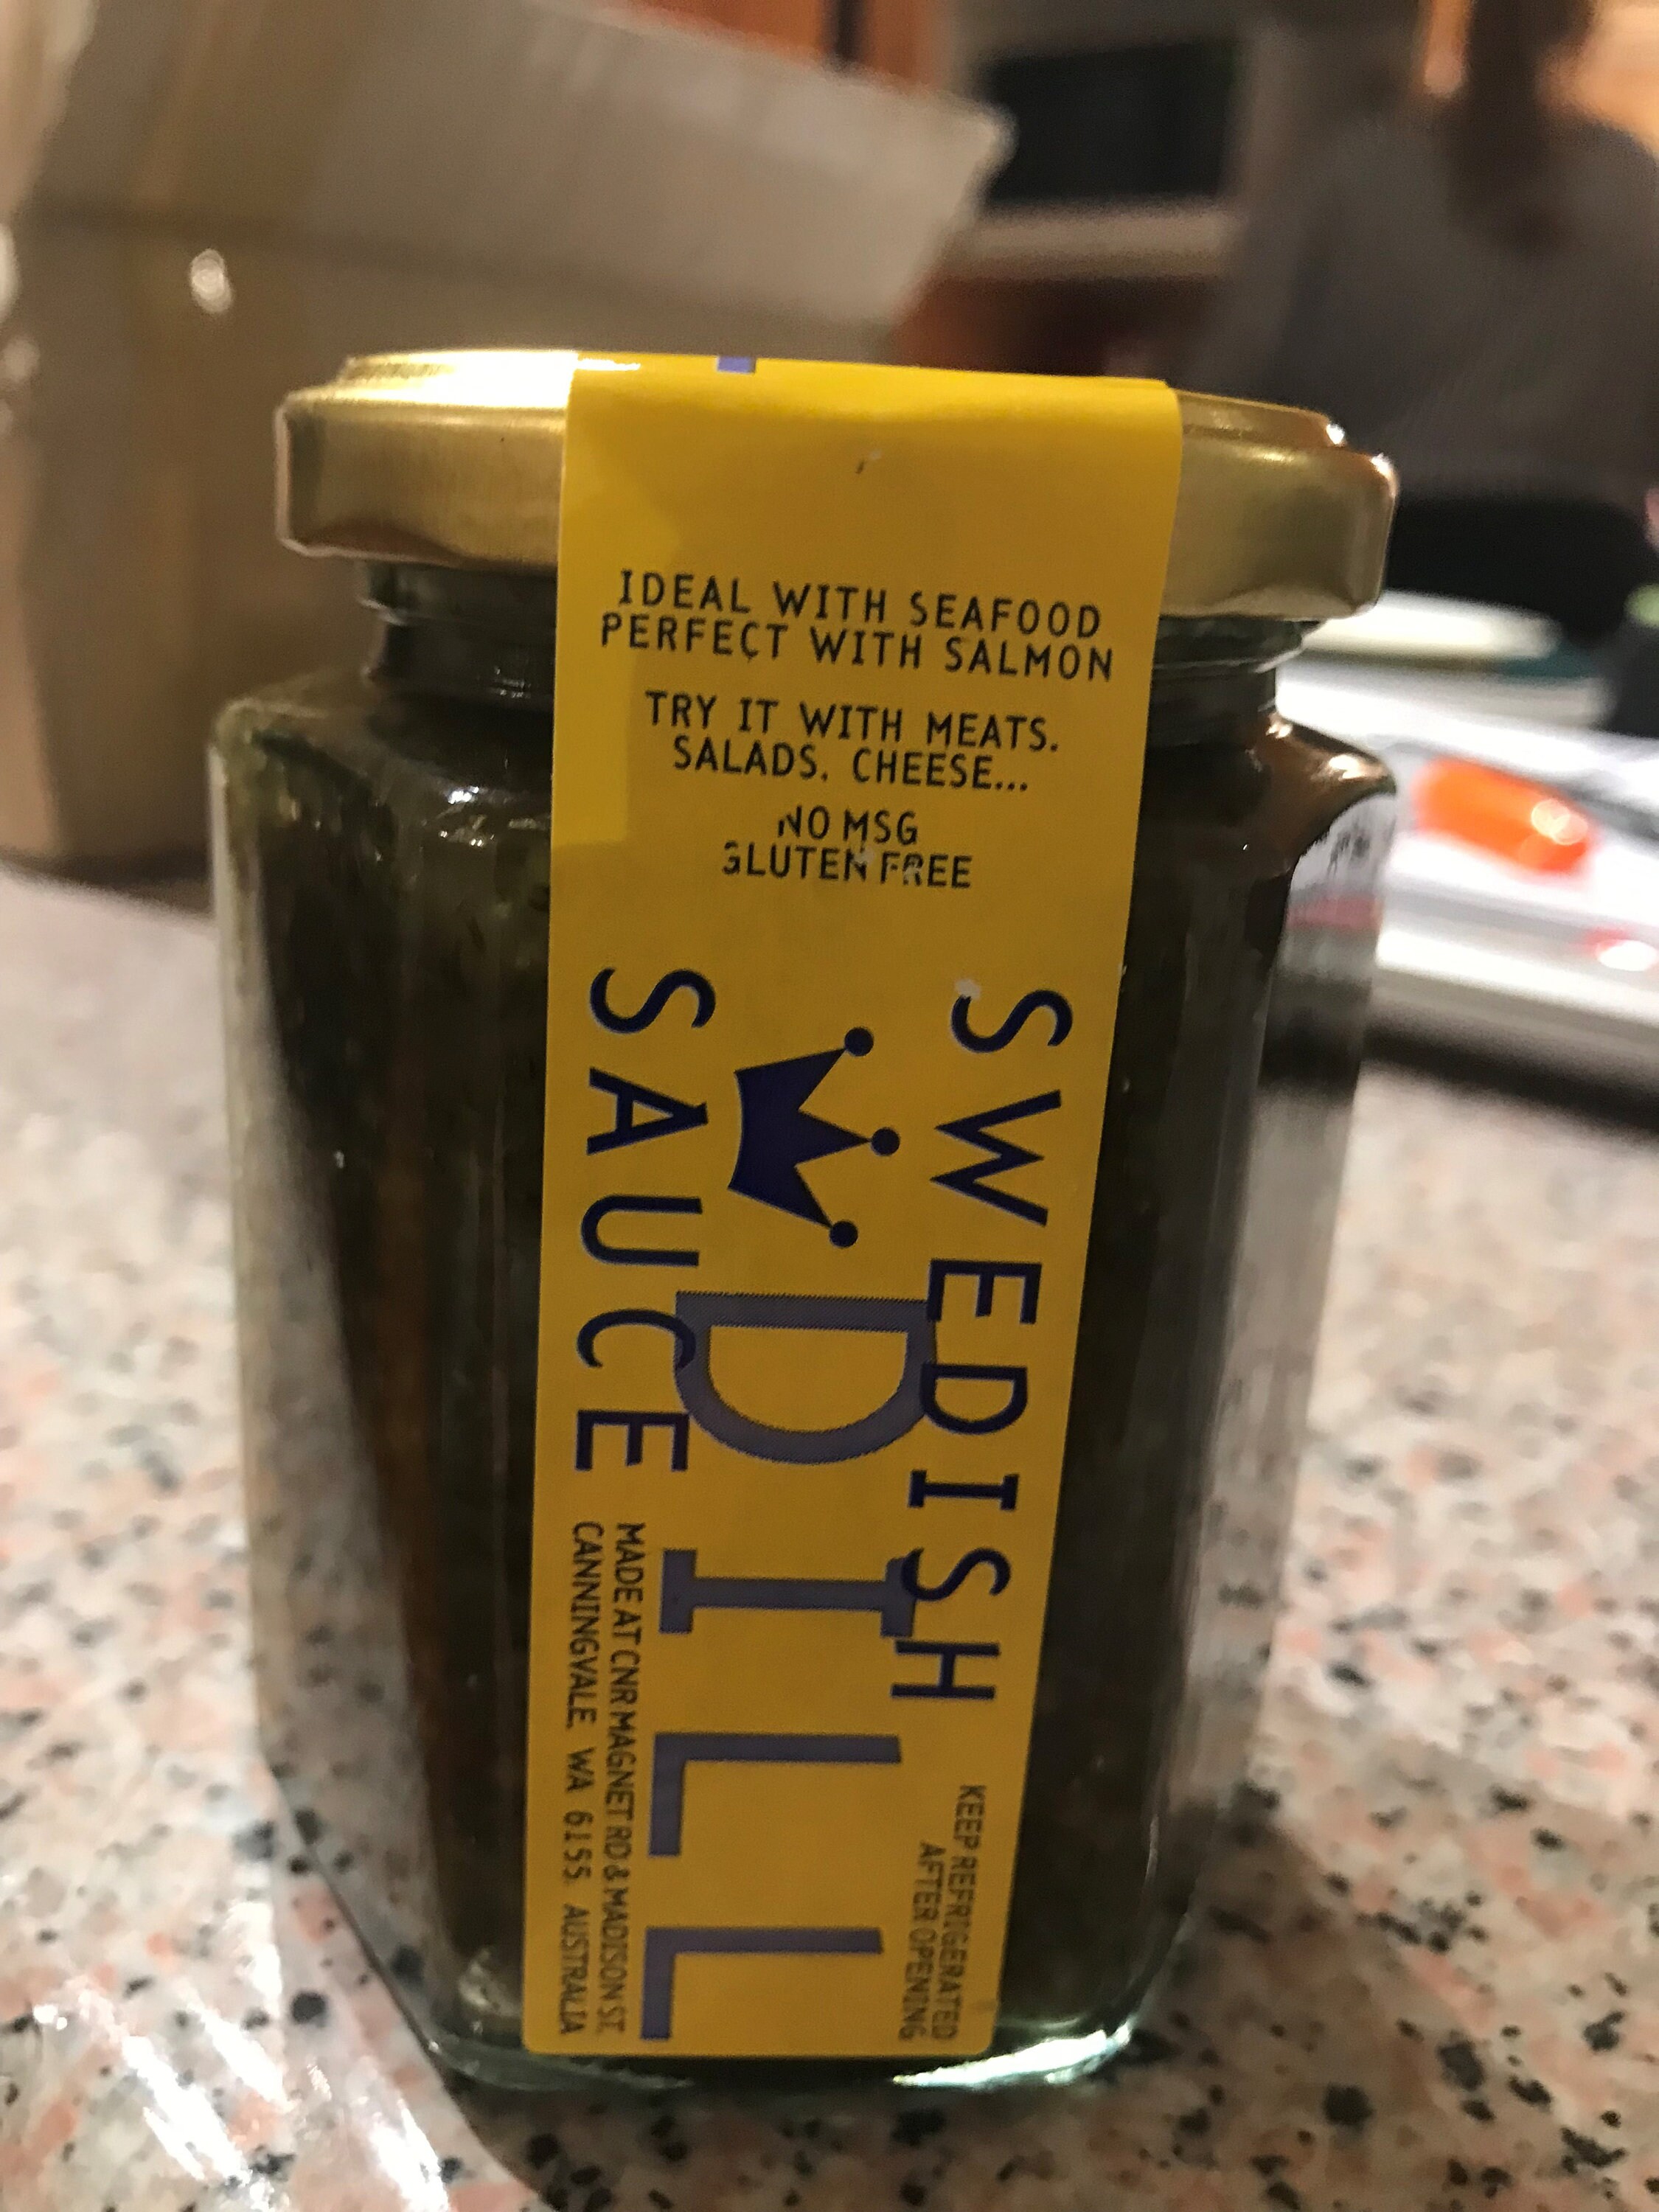 IDEAL WITH SEAFOOD
PERFECT WITH SALMON
TRY IT WITH MEATS.
SALADS. CHEESE...
NO MSG
GLUTEN FREE
SWEDISH
DILL
SAUCE
KEEP REFRIGERATED
AFTER OPENING
MADE AT CNR MAGNET RD & MADISON ST.
CANNINGVALE. WA 6155 AUSTRALIA